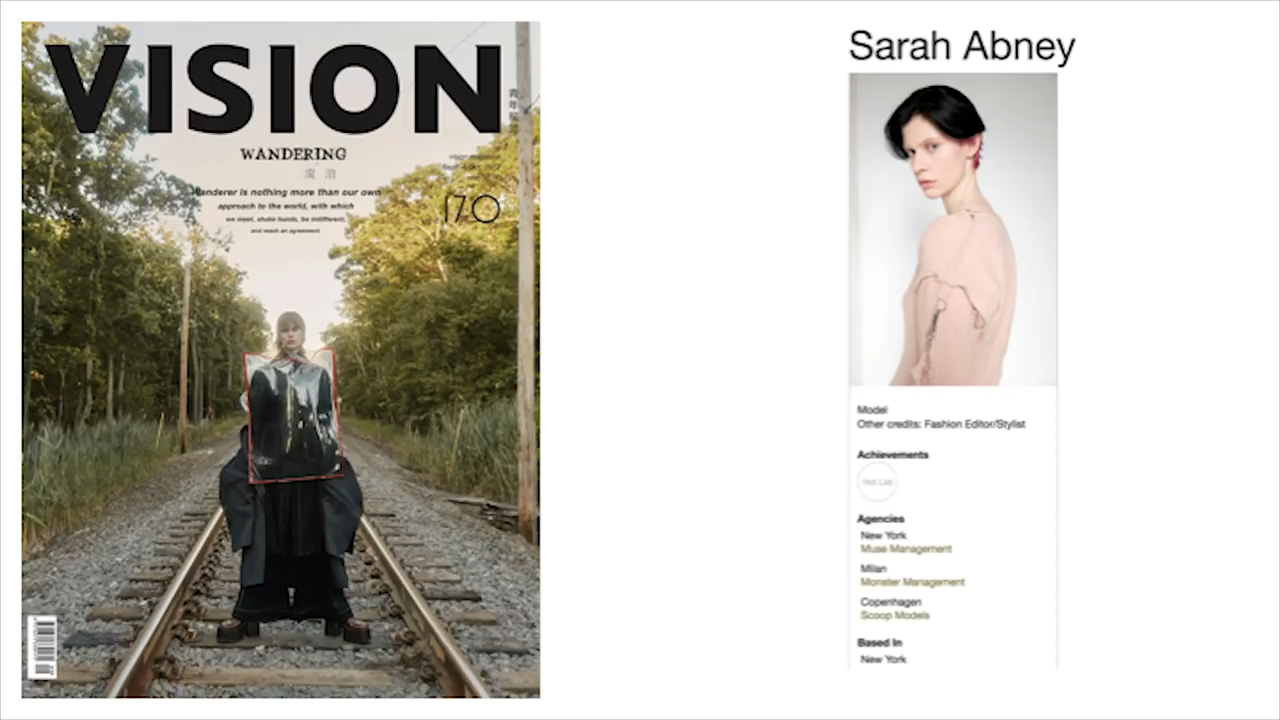 VISION
WANDERING
流浪
Wanderer is nothing more than our own
approach to the world, with which
we meet, shake hands, be indifferent,
and reach an agreement.
170
Sarah Abney
Model
Other credits: Fashion Editor/Stylist
Achievements
Hot List
Agencies
New York
Muse Management
Milan
Monster Management
Copenhagen
Scoop Models
Based In
New York